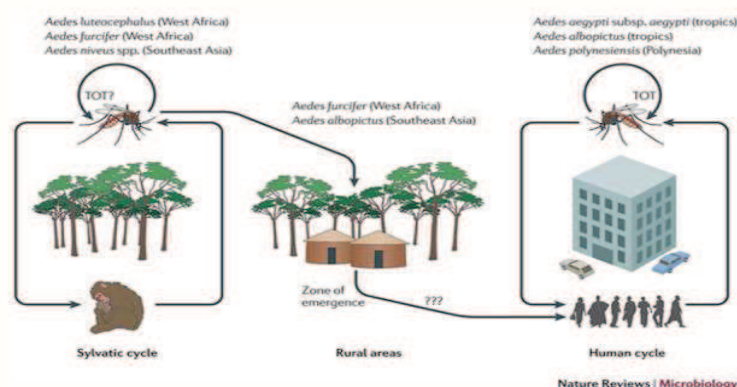 Aedes luteocephalus (West Africa)
Aedes furcifer (West Africa)
Aedes niveus spp. (Southeast Asia)
TOT?
Aedes furcifer (West Africa)
Aedes albopictus (Southeast Asia)
Aedes aegypti subsp. aegypti (tropics)
Aedes albopictus (tropics)
Aedes polynesiensis (Polynesia)
TOT
Zone of
emergence
???
Sylvatic cycle
Rural areas
Human cycle
Nature Reviews | Microbiology